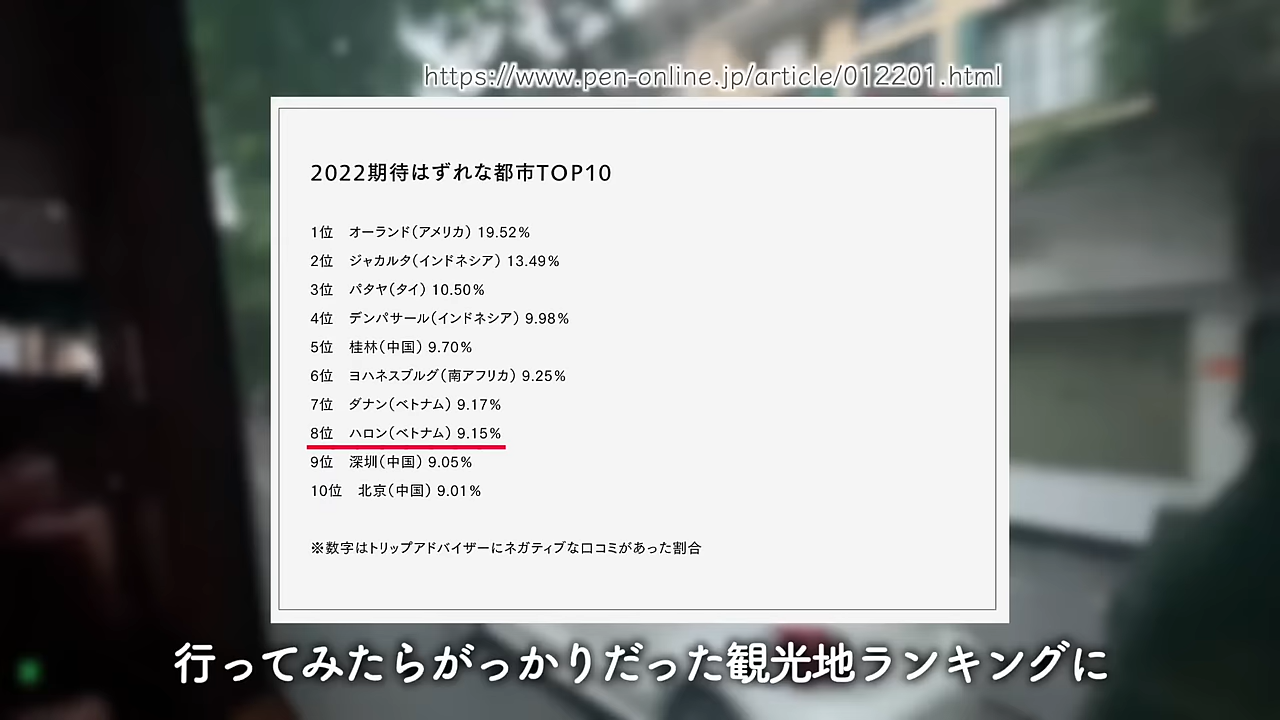 https://www.pen-online.jp/article/012201.html
2022期待はずれな都市TOP10
1位　オーランド(アメリカ) 19.52%
2位　ジャカルタ(インドネシア) 13.49%
3位　パタヤ(タイ) 10.50%
4位　デンパサール(インドネシア) 9.98%
5位　桂林(中国) 9.70%
6位　ヨハネスブルグ(南アフリカ) 9.25%
7位　ダナン(ベトナム) 9.17%
8位　ハロン(ベトナム) 9.15%
9位　深圳(中国) 9.05%
10位　北京(中国) 9.01%
※数字はトリップアドバイザーにネガティブな口コミがあった割合
行ってみたらがっかりだった観光地ランキングに